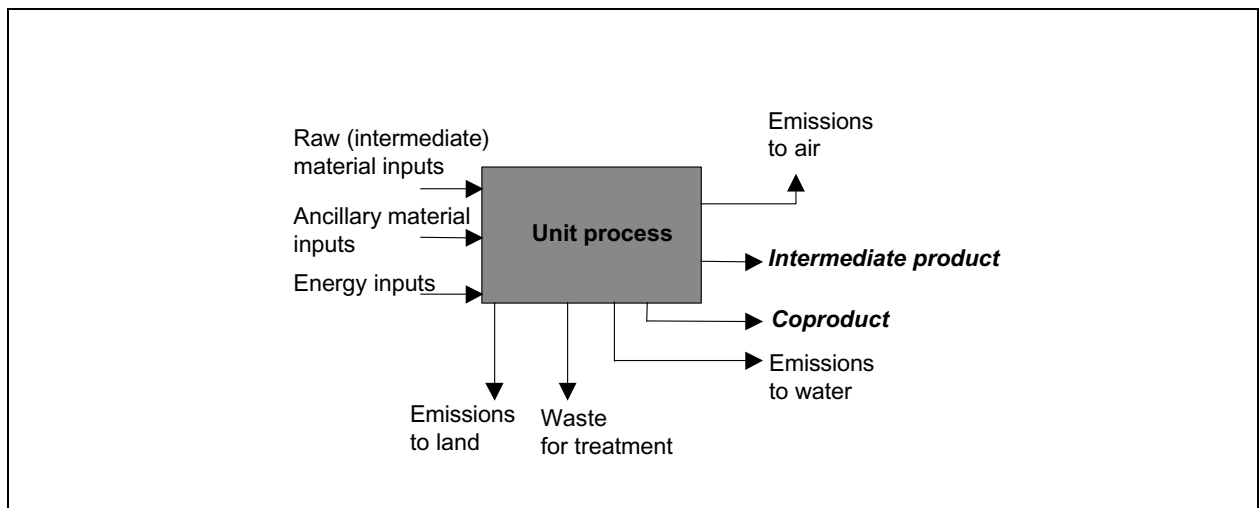 Emissions
to air
Raw (intermediate)
material inputs
Ancillary material
inputs
Unit process
Intermediate product
Energy inputs
Coproduct
Emissions
to water
Emissions
to land
Waste
for treatment